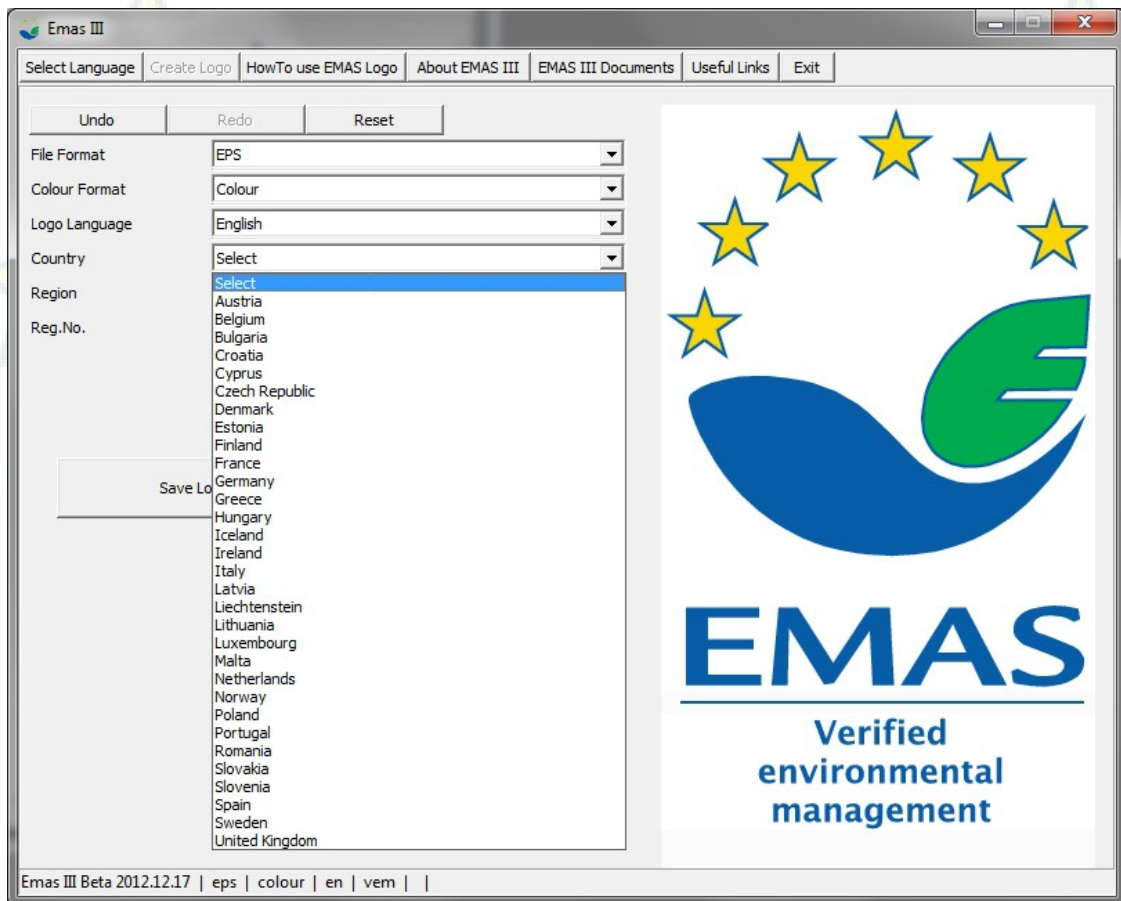 Emas III
Select Language Create Logo HowTo use EMAS Logo About EMAS III EMAS III Documents Useful Links Exit
Undo Redo Reset
File Format EPS
Colour Format Colour
Logo Language English
Country Select
Region
Reg.No.
Select
Austria
Belgium
Bulgaria
Croatia
Cyprus
Czech Republic
Denmark
Estonia
Finland
France
Germany
Greece
Hungary
Iceland
Ireland
Italy
Latvia
Liechtenstein
Lithuania
Luxembourg
Malta
Netherlands
Norway
Poland
Portugal
Romania
Slovakia
Slovenia
Spain
Sweden
United Kingdom
Save Lo
EMAS
Verified
environmental
management
Emas III Beta 2012.12.17 | eps | colour | en | vem | |